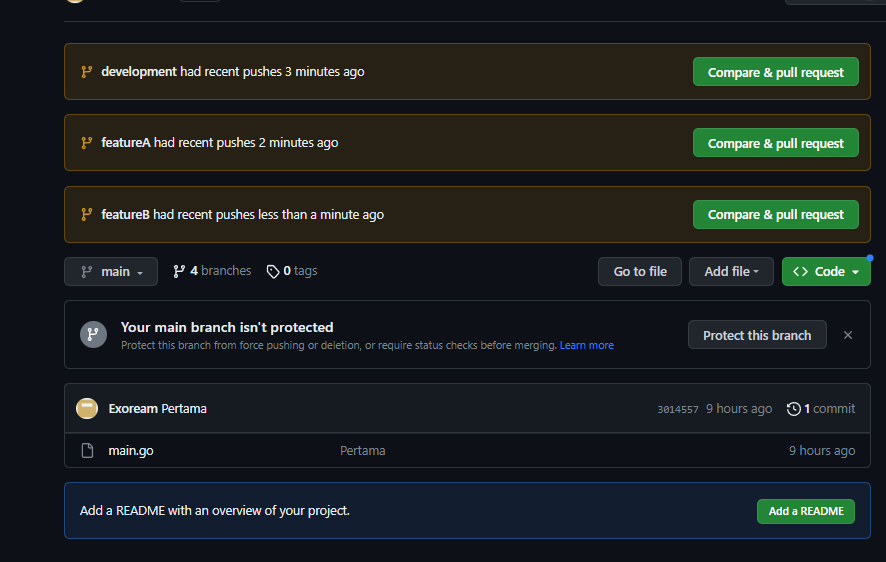 development had recent pushes 3 minutes ago
Compare & pull request
featureA had recent pushes 2 minutes ago
Compare & pull request
featureB had recent pushes less than a minute ago
Compare & pull request
main
4 branches
0 tags
Go to file
Add file
Code
Your main branch isn't protected
Protect this branch from force pushing or deletion, or require status checks before merging. Learn more
Protect this branch
Exoream Pertama
3014557 9 hours ago
1 commit
main.go
Pertama
9 hours ago
Add a README with an overview of your project.
Add a README